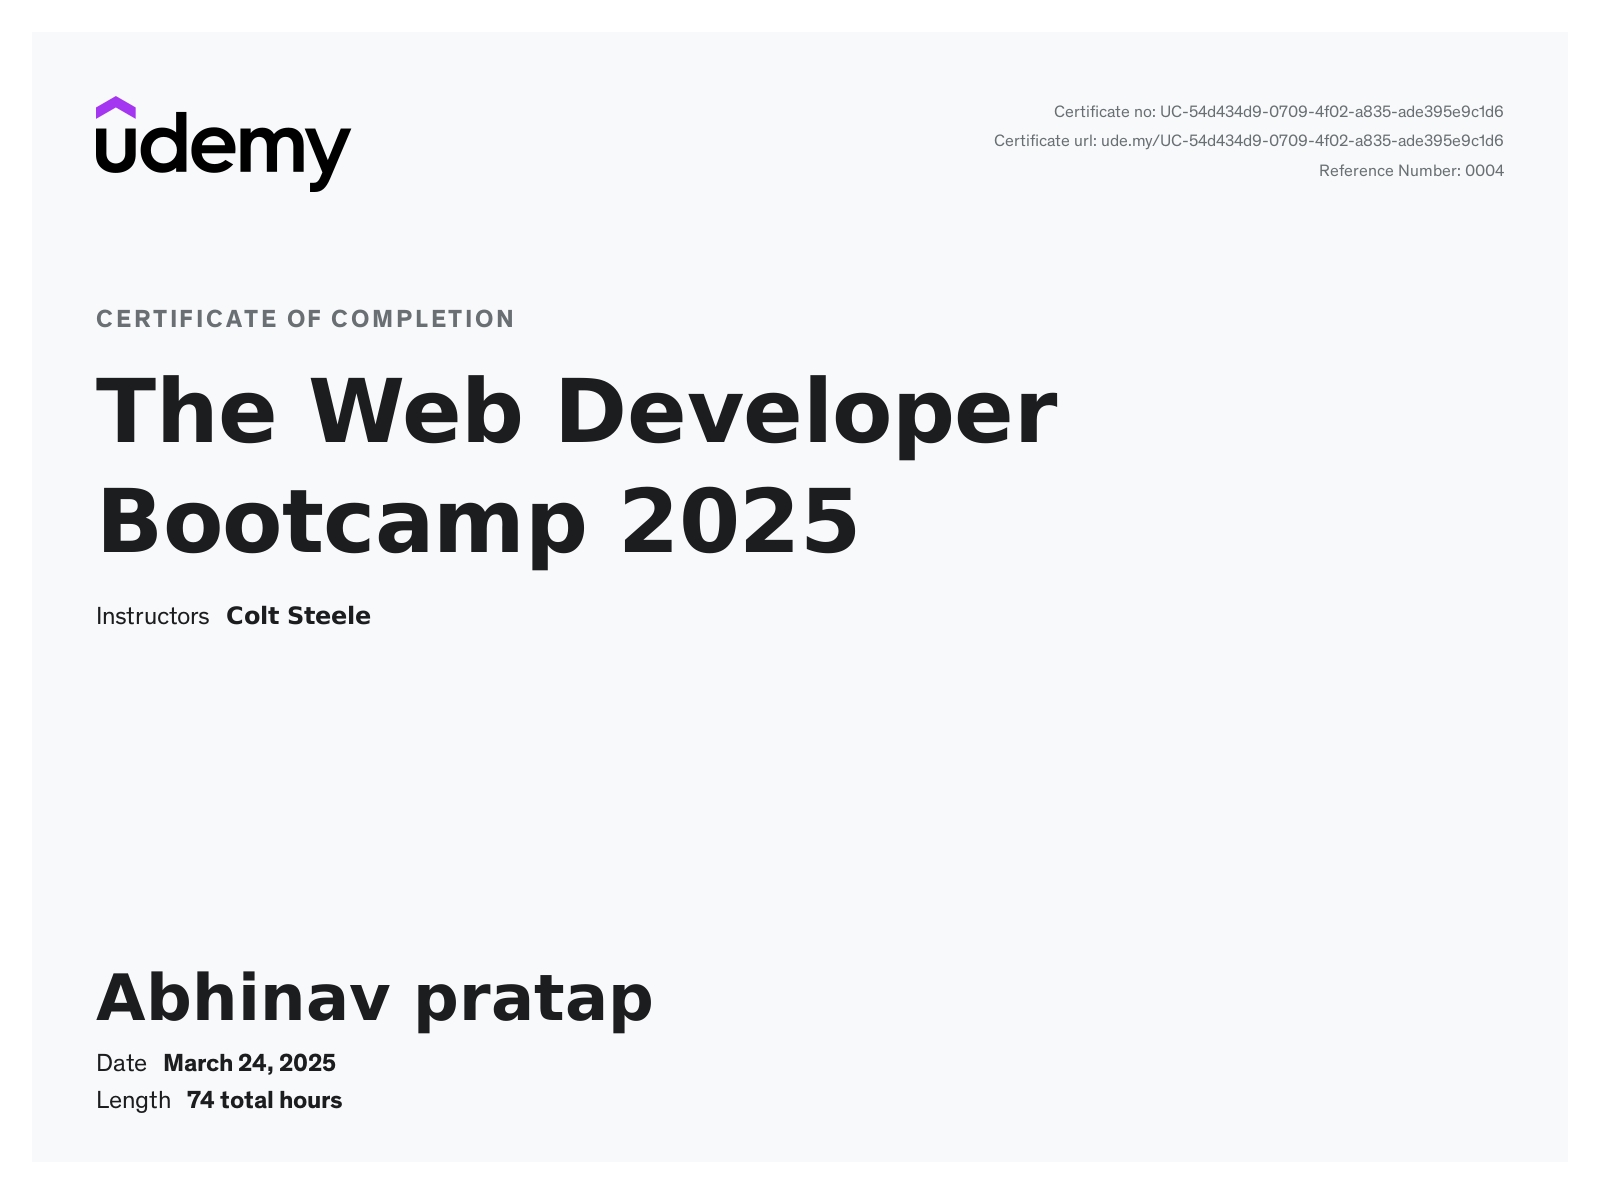 udemy
Certificate no: UC-54d434d9-0709-4f02-a835-ade395e9c1d6
Certificate url: ude.my/UC-54d434d9-0709-4f02-a835-ade395e9c1d6
Reference Number: 0004
CERTIFICATE OF COMPLETION
The Web Developer
Bootcamp 2025
Instructors Colt Steele
Abhinav pratap
Date March 24, 2025
Length 74 total hours